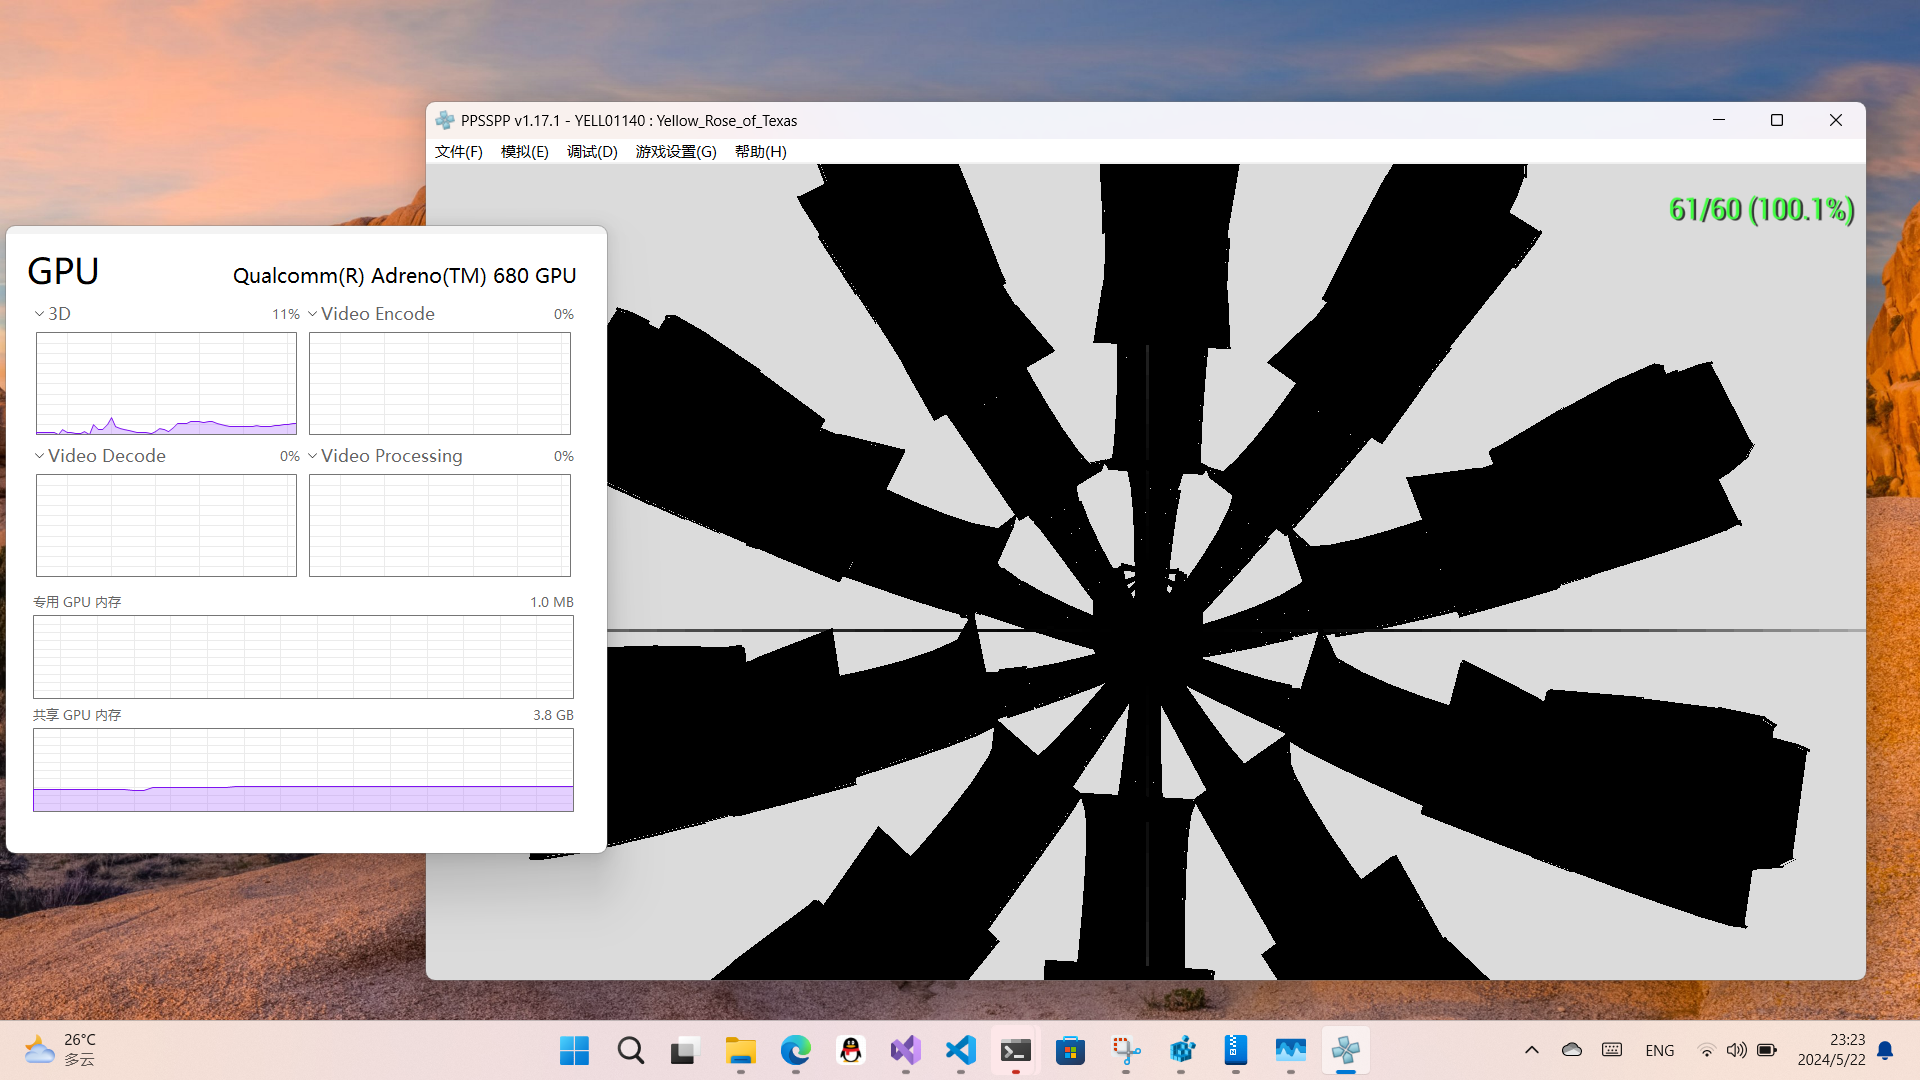 PPSSPP v1.17.1 - YELL01140 : Yellow_Rose_of_Texas
文件(F) 模拟(E) 调试(D) 游戏设置(G) 帮助(H)
61/60 (100.1%)
GPU
Qualcomm(R) Adreno(TM) 680 GPU
3D 11%
Video Encode 0%
Video Decode 0%
Video Processing 0%
专用 GPU 内存 1.0 MB
共享 GPU 内存 3.8 GB
26°C
多云
ENG
23:23
2024/5/22